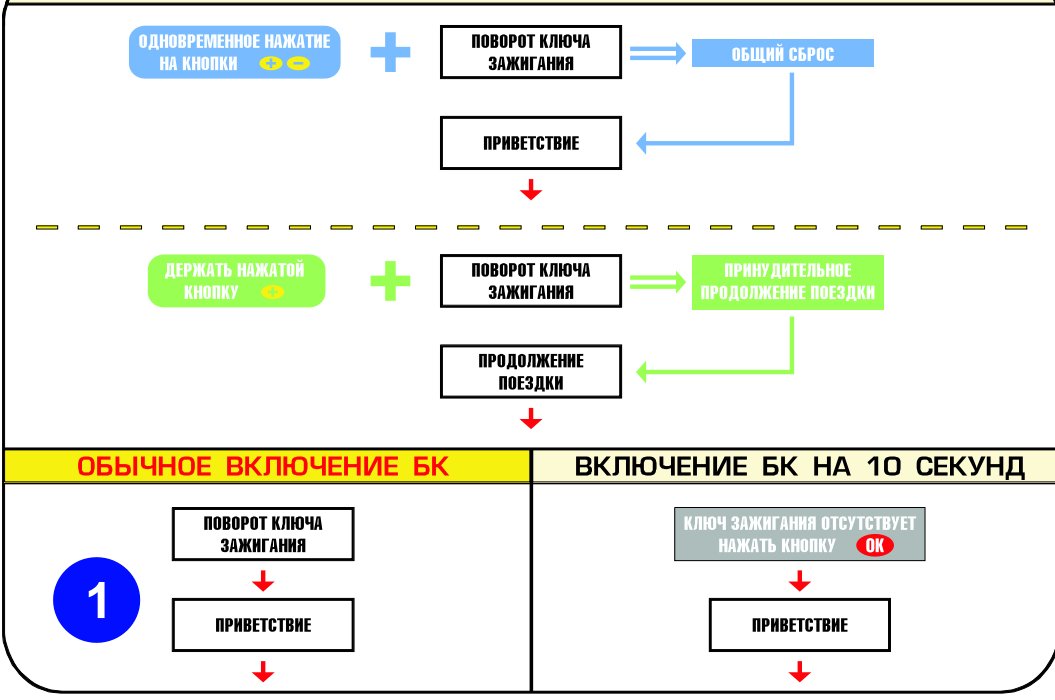 ОДНОВРЕМЕННОЕ НАЖАТИЕ
НА КНОПКИ + −
ПОВОРОТ КЛЮЧА
ЗАЖИГАНИЯ
ОБЩИЙ СБРОС
ПРИВЕТСТВИЕ
ДЕРЖАТЬ НАЖАТОЙ
КНОПКУ +
ПОВОРОТ КЛЮЧА
ЗАЖИГАНИЯ
ПРИНУДИТЕЛЬНОЕ
ПРОДОЛЖЕНИЕ ПОЕЗДКИ
ПРОДОЛЖЕНИЕ
ПОЕЗДКИ
ОБЫЧНОЕ ВКЛЮЧЕНИЕ БК
ПОВОРОТ КЛЮЧА
ЗАЖИГАНИЯ
1
ПРИВЕТСТВИЕ
ВКЛЮЧЕНИЕ БК НА 10 СЕКУНД
КЛЮЧ ЗАЖИГАНИЯ ОТСУТСТВУЕТ
НАЖАТЬ КНОПКУ OK
ПРИВЕТСТВИЕ